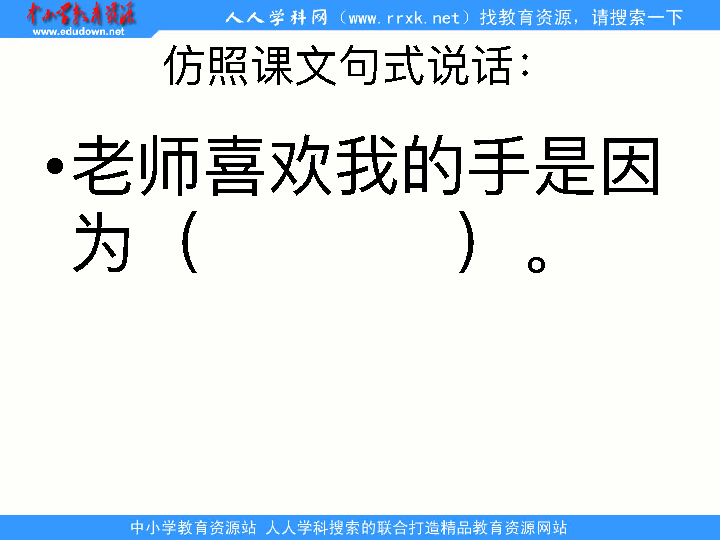 中小学教育资源
www.edudown.net
人人学科网（www.rrxk.net）找教育资源，请搜索一下
仿照课文句式说话：
•老师喜欢我的手是因
为（ ）。
中小学教育资源站 人人学科搜索的联合打造精品教育资源网站